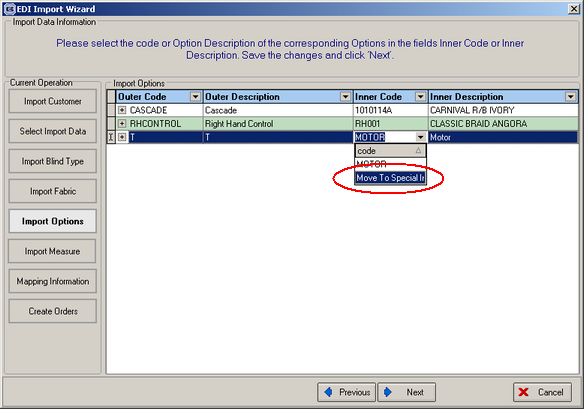 EDI Import Wizard
Import Data Information
Please select the code or Option Description of the corresponding Options in the fields Inner Code or Inner
Description. Save the changes and click 'Next'.
Current Operation
Import Customer
Select Import Data
Import Blind Type
Import Fabric
Import Options
Import Measure
Mapping Information
Create Orders
Import Options
Outer Code Outer Description Inner Code Inner Description
CASCADE Cascade 1010114A CARNIVAL R/B IVORY
RHCONTROL Right Hand Control RH001 CLASSIC BRAID ANGORA
T T MOTOR Motor
code
MOTOR
Move To Special In
Previous Next Cancel